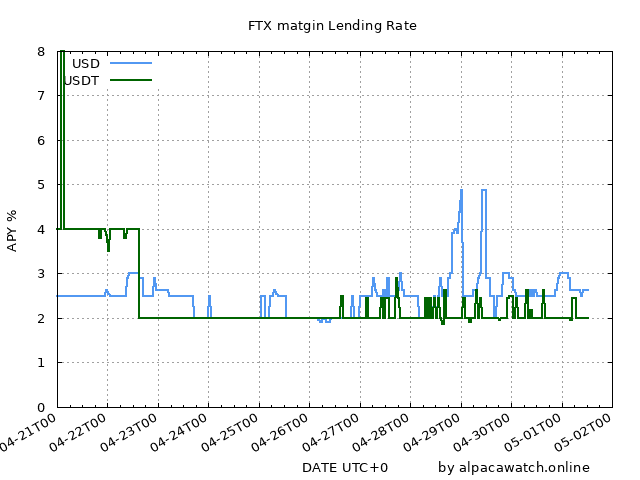 FTX matgin Lending Rate
USD
USDT
8
7
6
5
4
3
2
1
0
APY %
04-21T00
04-22T00
04-23T00
04-24T00
04-25T00
04-26T00
04-27T00
04-28T00
04-29T00
04-30T00
05-01T00
05-02T00
DATE UTC+0
by alpacawatch.online